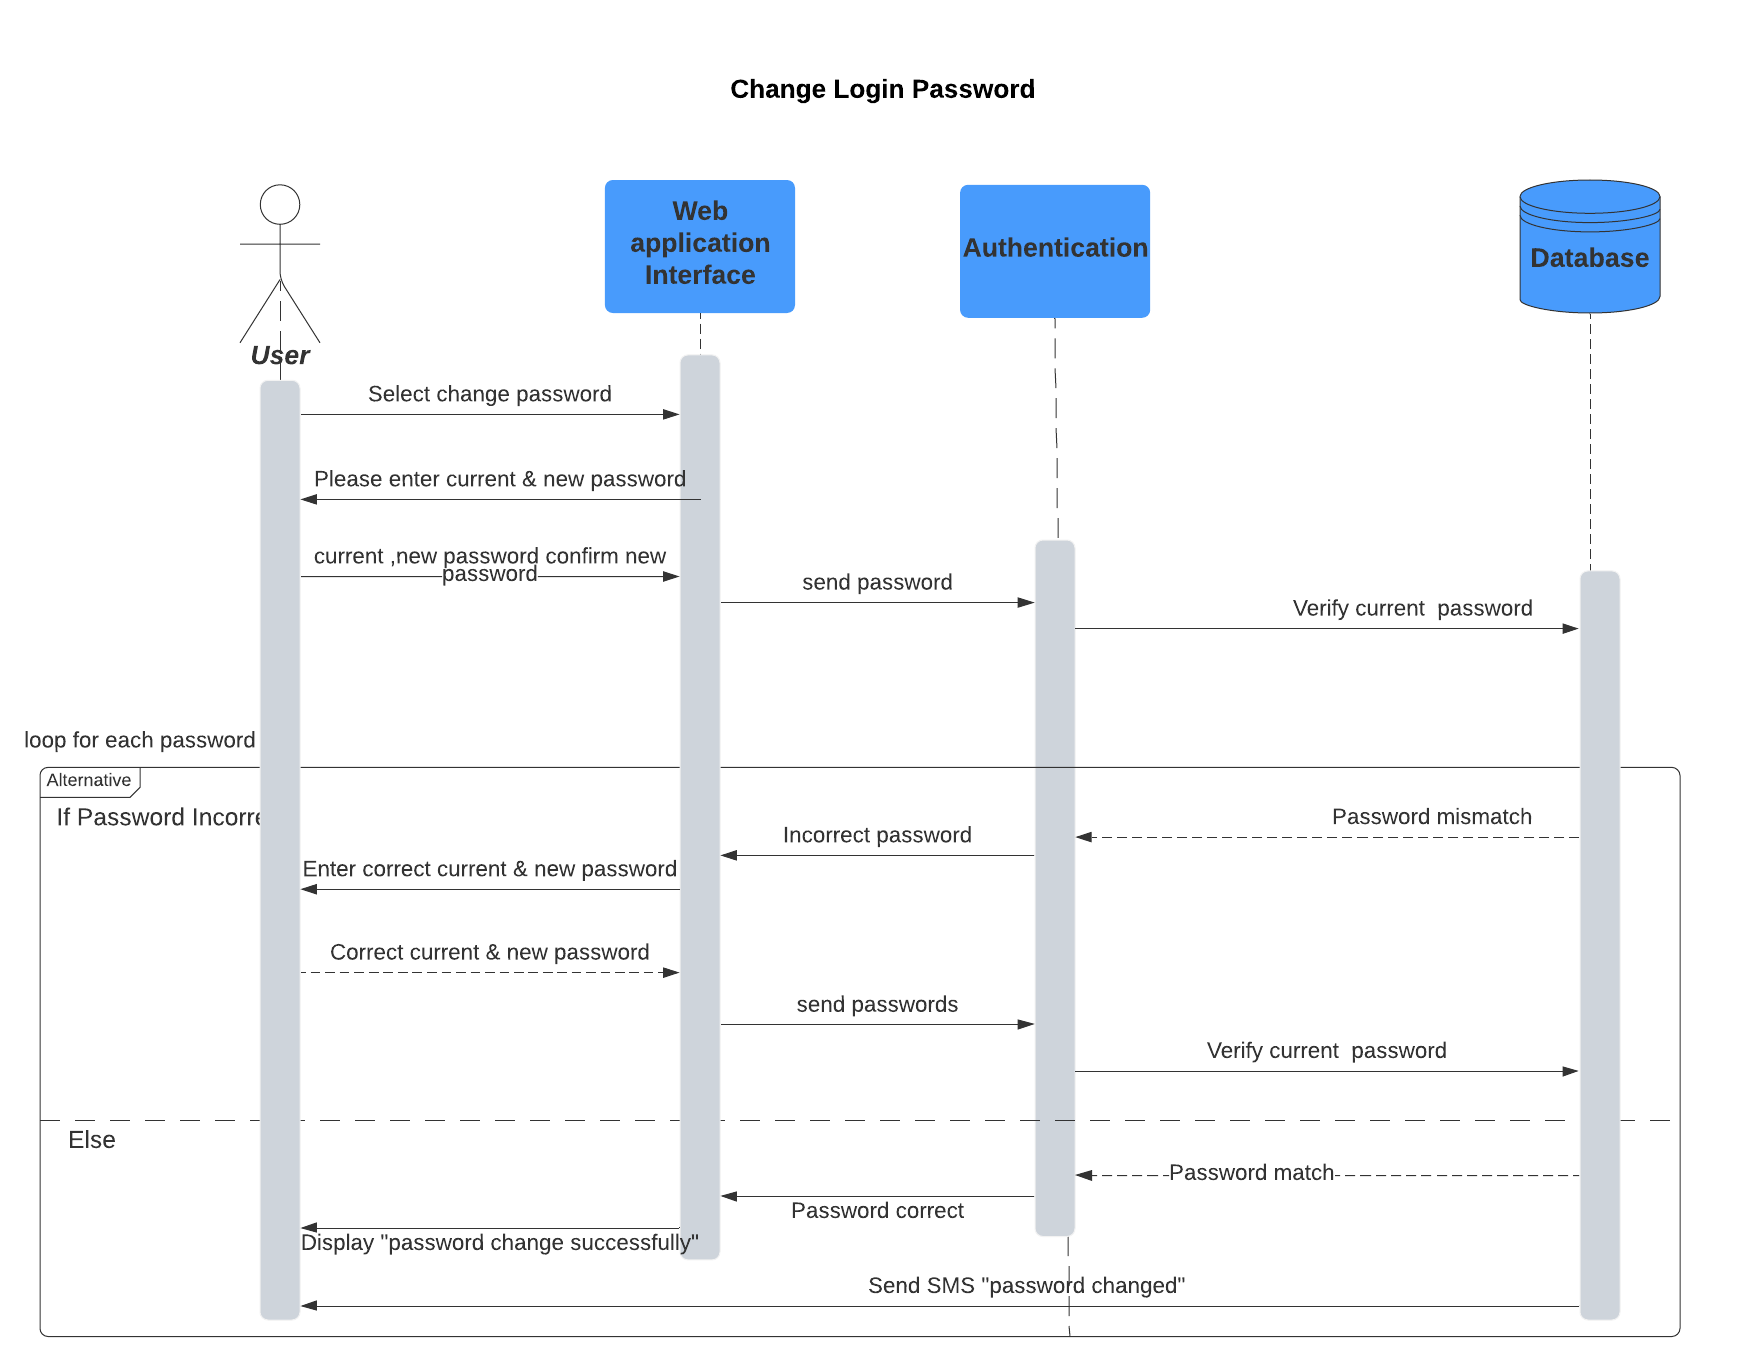 Change Login Password
User
Web
application
Interface
Authentication
Database
Select change password
Please enter current & new password
current ,new password confirm new
password
send password
Verify current  password
loop for each password
Alternative
If Password Incorre
Password mismatch
Incorrect password
Enter correct current & new password
Correct current & new password
send passwords
Verify current  password
Else
Password match
Password correct
Display "password change successfully"
Send SMS "password changed"